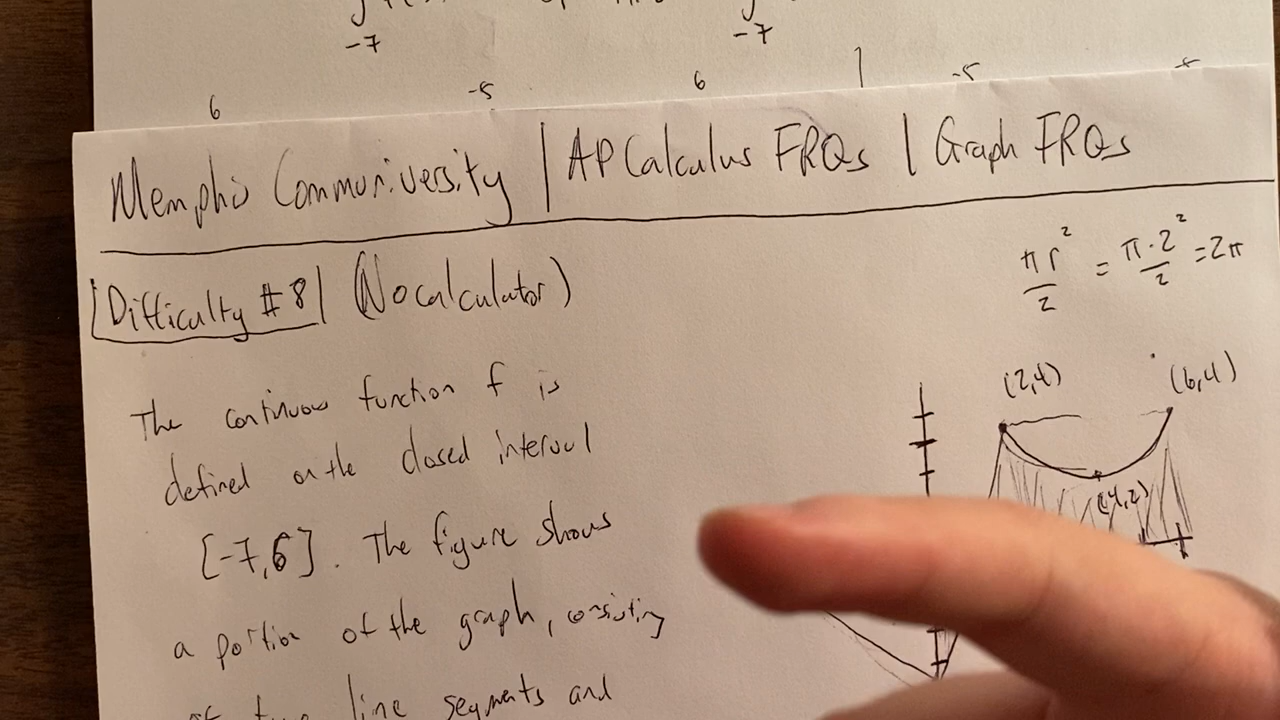 -7
-7
6
-5
6
-5
Memphis Communiversity | AP Calculus FRQs | Graph FRQs
Difficulty #8 (No calculator)
πr²/2 = π·2²/2 = 2π
The continuous function f is
defined on the closed interval
[-7,6]. The figure shows
a portion of the graph, consisting
of two line segments and
(2,4)
(6,4)
(4,2)